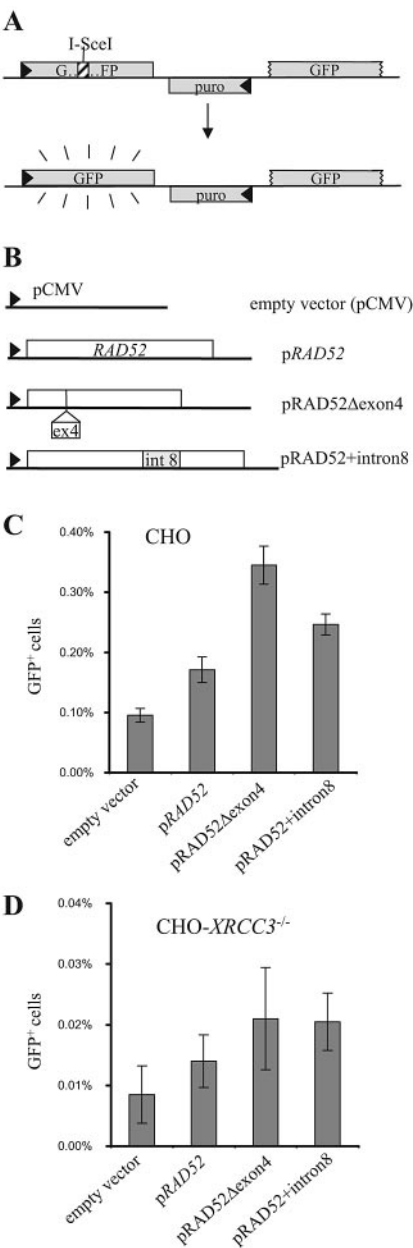 A
I-SceI
G...FP
puro
GFP
GFP
puro
GFP
B
pCMV
empty vector (pCMV)
RAD52
pRAD52
pRAD52Δexon4
ex4
int 8
pRAD52+intron8
C
CHO
GFP⁺ cells
0.40%
0.30%
0.20%
0.10%
0.00%
empty vector
pRAD52
pRAD52Δexon4
pRAD52+intron8
D
CHO-XRCC3⁻/⁻
GFP⁺ cells
0.04%
0.03%
0.02%
0.01%
0.00%
empty vector
pRAD52
pRAD52Δexon4
pRAD52+intron8